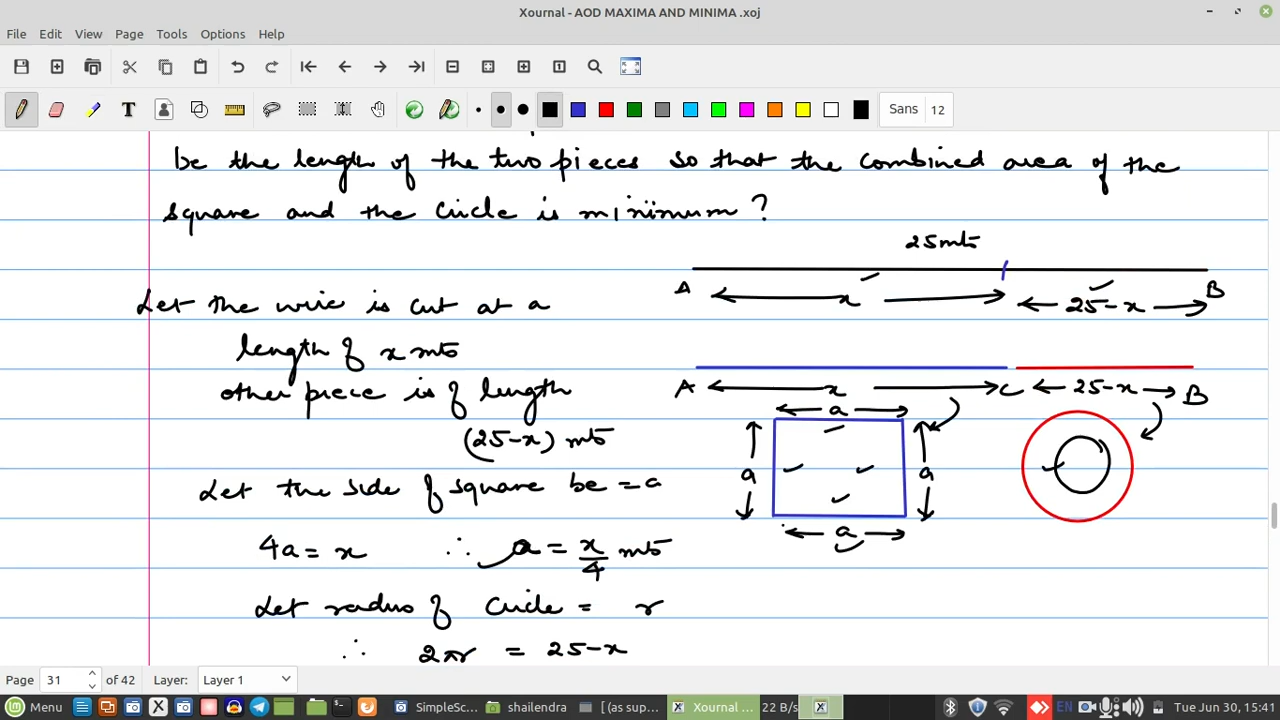 Xournal - AOD MAXIMA AND MINIMA .xoj
File Edit View Page Tools Options Help
Sans 12
be the length of the two pieces so that the combined area of the
square and the circle is minimum ?
25mts
A x 25-x B
Let the wire is cut at a
length of x mts
A x C 25-x B
other piece is of length
a
(25-x) mts
a a
Let the side of square be = a
a
4a = x ∴ a = x/4 mts
Let radius of Circle = r
∴ 2πr = 25-x
Page 31 of 42 Layer: Layer 1
Menu SimpleSc... shailendra [ (as sup... Xournal ... 22 B/s EN Tue Jun 30, 15:41